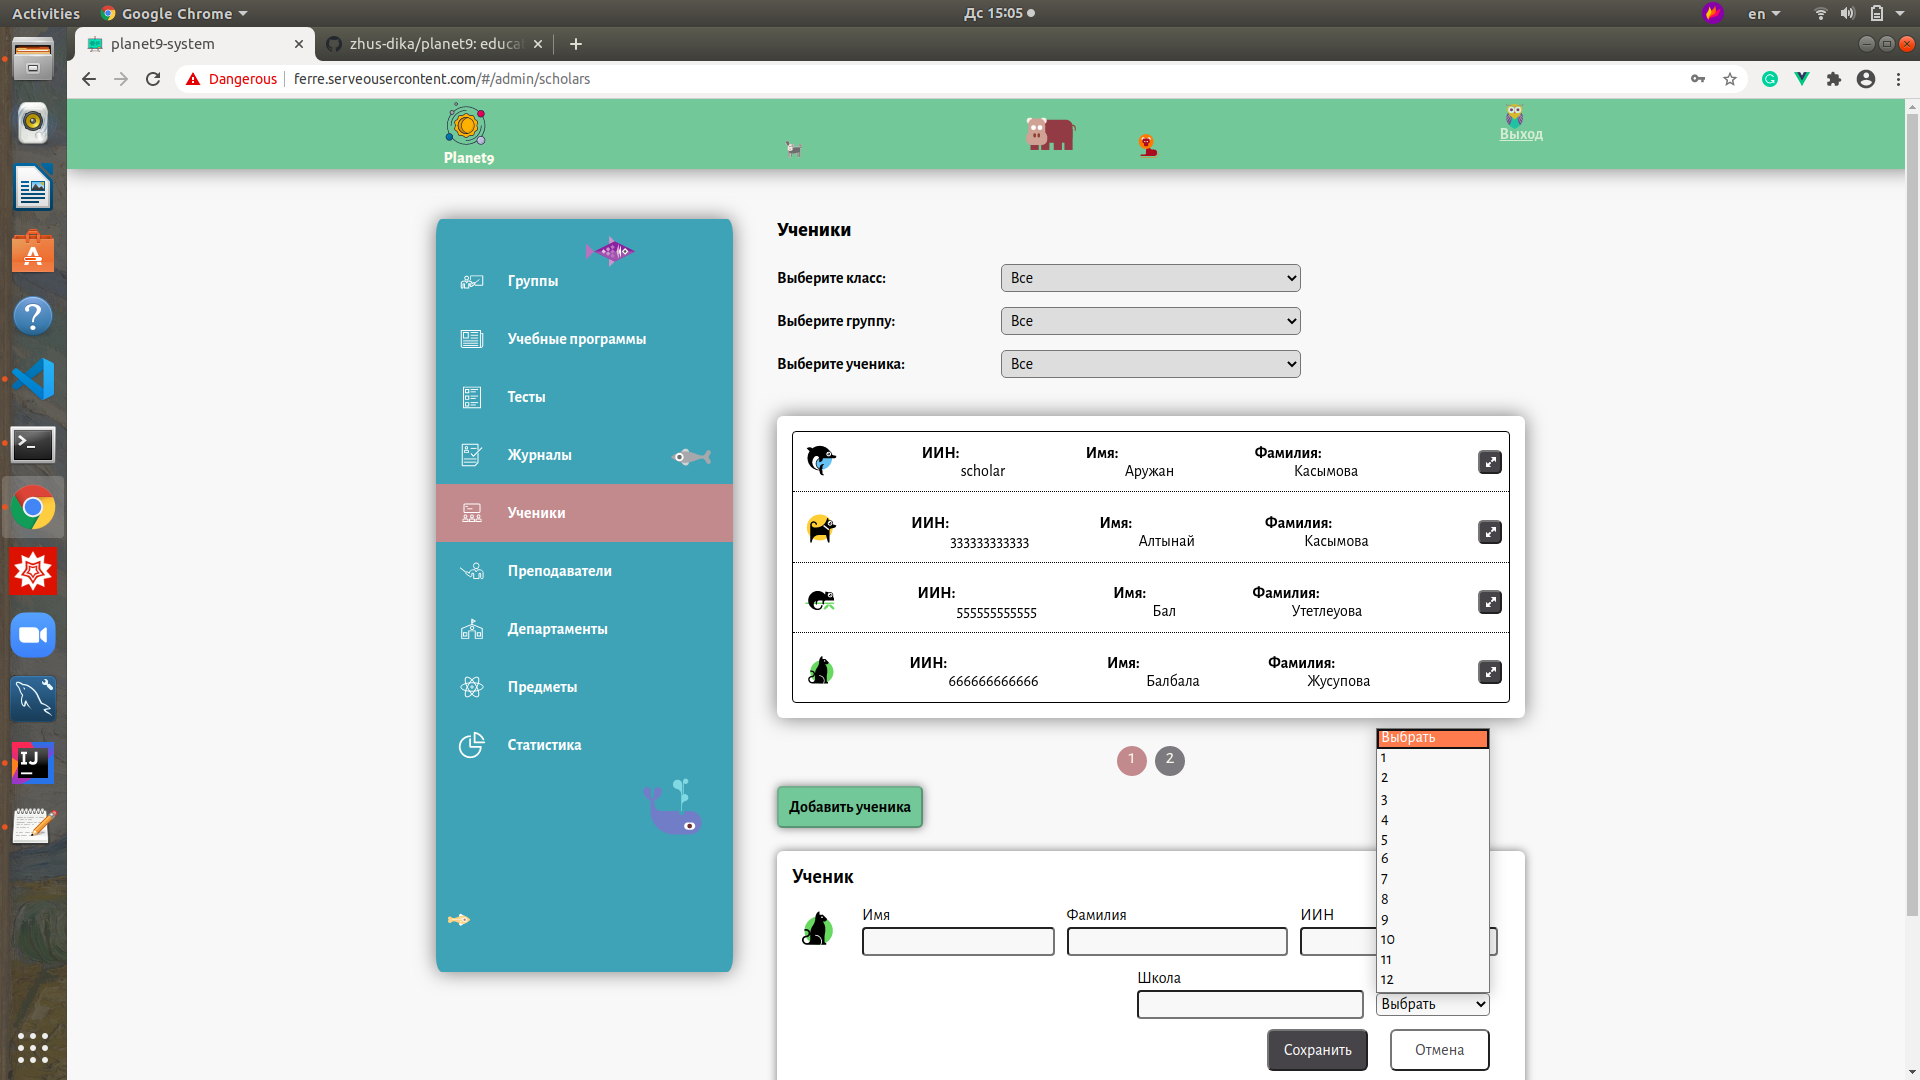 Activities
Google Chrome
Дс 15:05
en
planet9-system
zhus-dika/planet9: educa
Dangerous
ferre.serveousercontent.com/#/admin/scholars
Planet9
Выход
Группы
Учебные программы
Тесты
Журналы
Ученики
Преподаватели
Департаменты
Предметы
Статистика
Ученики
Выберите класс:
Все
Выберите группу:
Все
Выберите ученика:
Все
ИИН: Имя: Фамилия:
scholar Аружан Касымова
ИИН: Имя: Фамилия:
333333333333 Алтынай Касымова
ИИН: Имя: Фамилия:
555555555555 Бал Утетлеуова
ИИН: Имя: Фамилия:
666666666666 Балбала Жусупова
1 2
Добавить ученика
Ученик
Имя Фамилия ИИН
Школа
Выбрать
1
2
3
4
5
6
7
8
9
10
11
12
Выбрать
Сохранить Отмена
IJ